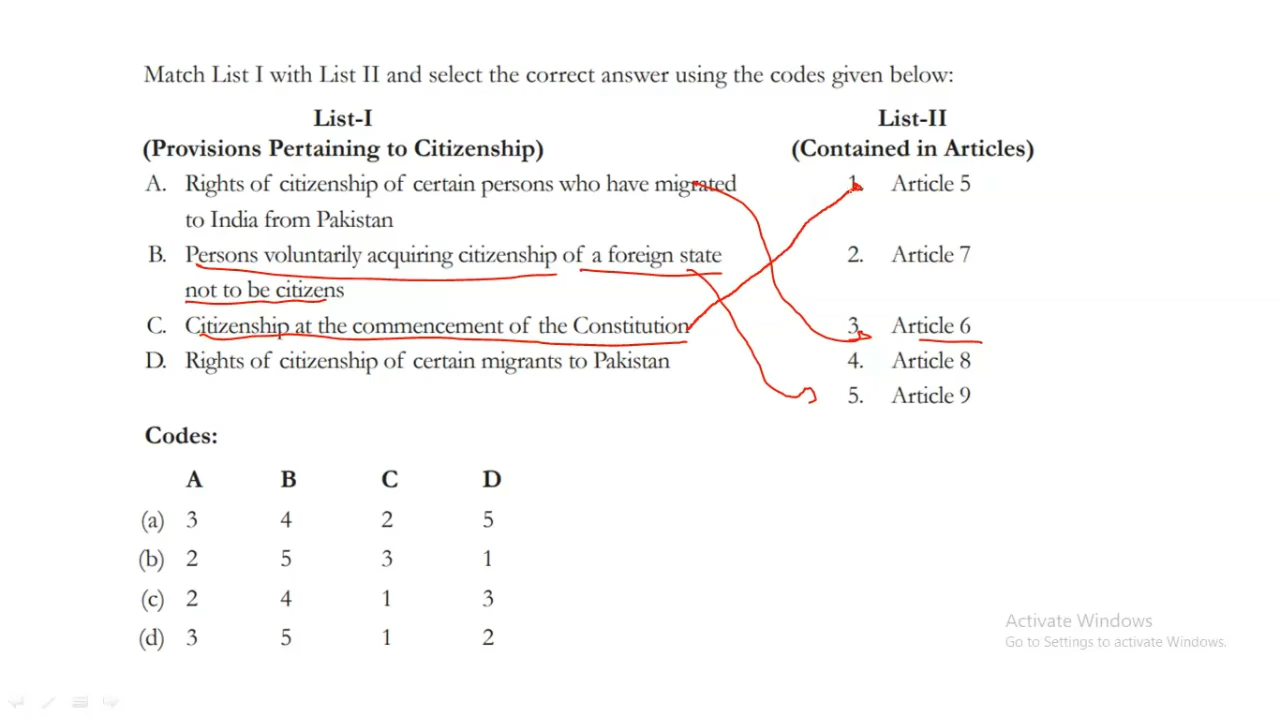 Match List I with List II and select the correct answer using the codes given below:
List-I List-II
(Provisions Pertaining to Citizenship) (Contained in Articles)
A. Rights of citizenship of certain persons who have migrated 1. Article 5
to India from Pakistan
B. Persons voluntarily acquiring citizenship of a foreign state 2. Article 7
not to be citizens
C. Citizenship at the commencement of the Constitution 3. Article 6
D. Rights of citizenship of certain migrants to Pakistan 4. Article 8
5. Article 9
Codes:
A B C D
(a) 3 4 2 5
(b) 2 5 3 1
(c) 2 4 1 3
(d) 3 5 1 2
Activate Windows
Go to Settings to activate Windows.